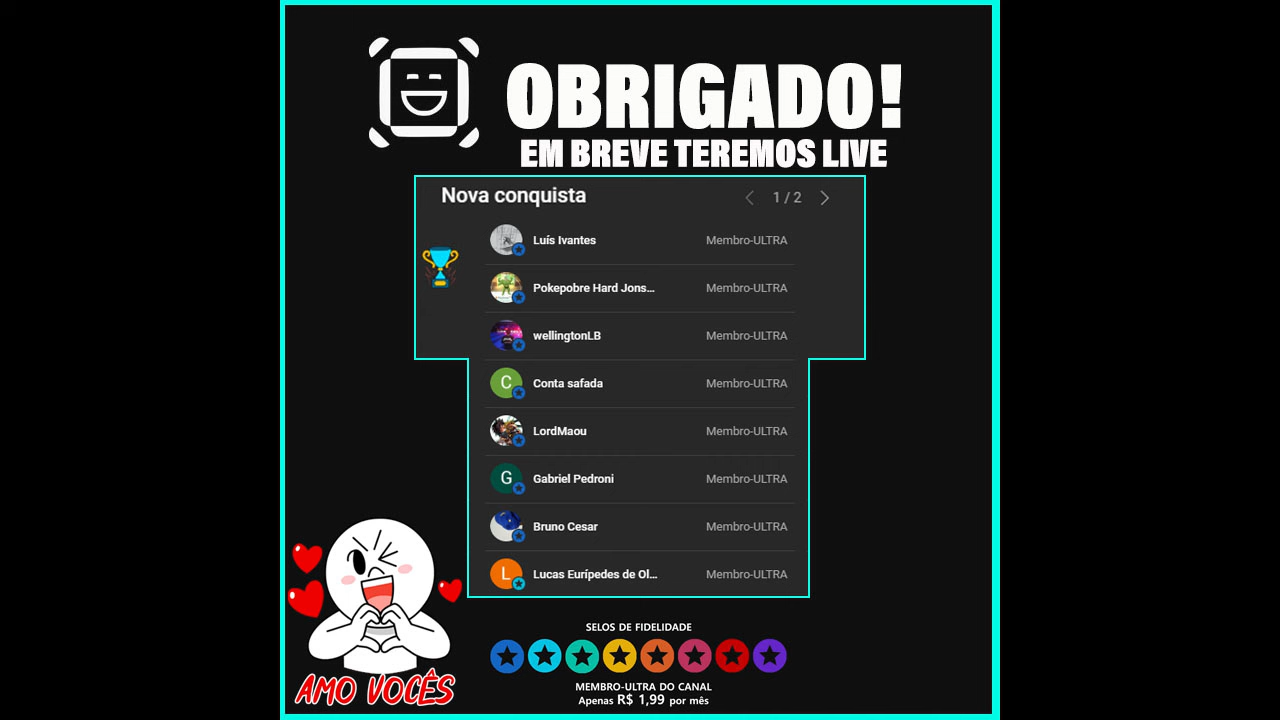 OBRIGADO!
EM BREVE TEREMOS LIVE
Nova conquista
1 / 2
Luís Ivantes Membro-ULTRA
Pokepobre Hard Jons... Membro-ULTRA
wellingtonLB Membro-ULTRA
C Conta safada Membro-ULTRA
LordMaou Membro-ULTRA
G Gabriel Pedroni Membro-ULTRA
Bruno Cesar Membro-ULTRA
L Lucas Eurípedes de Ol... Membro-ULTRA
AMO VOCÊS
SELOS DE FIDELIDADE
MEMBRO-ULTRA DO CANAL
Apenas R$ 1,99 por mês